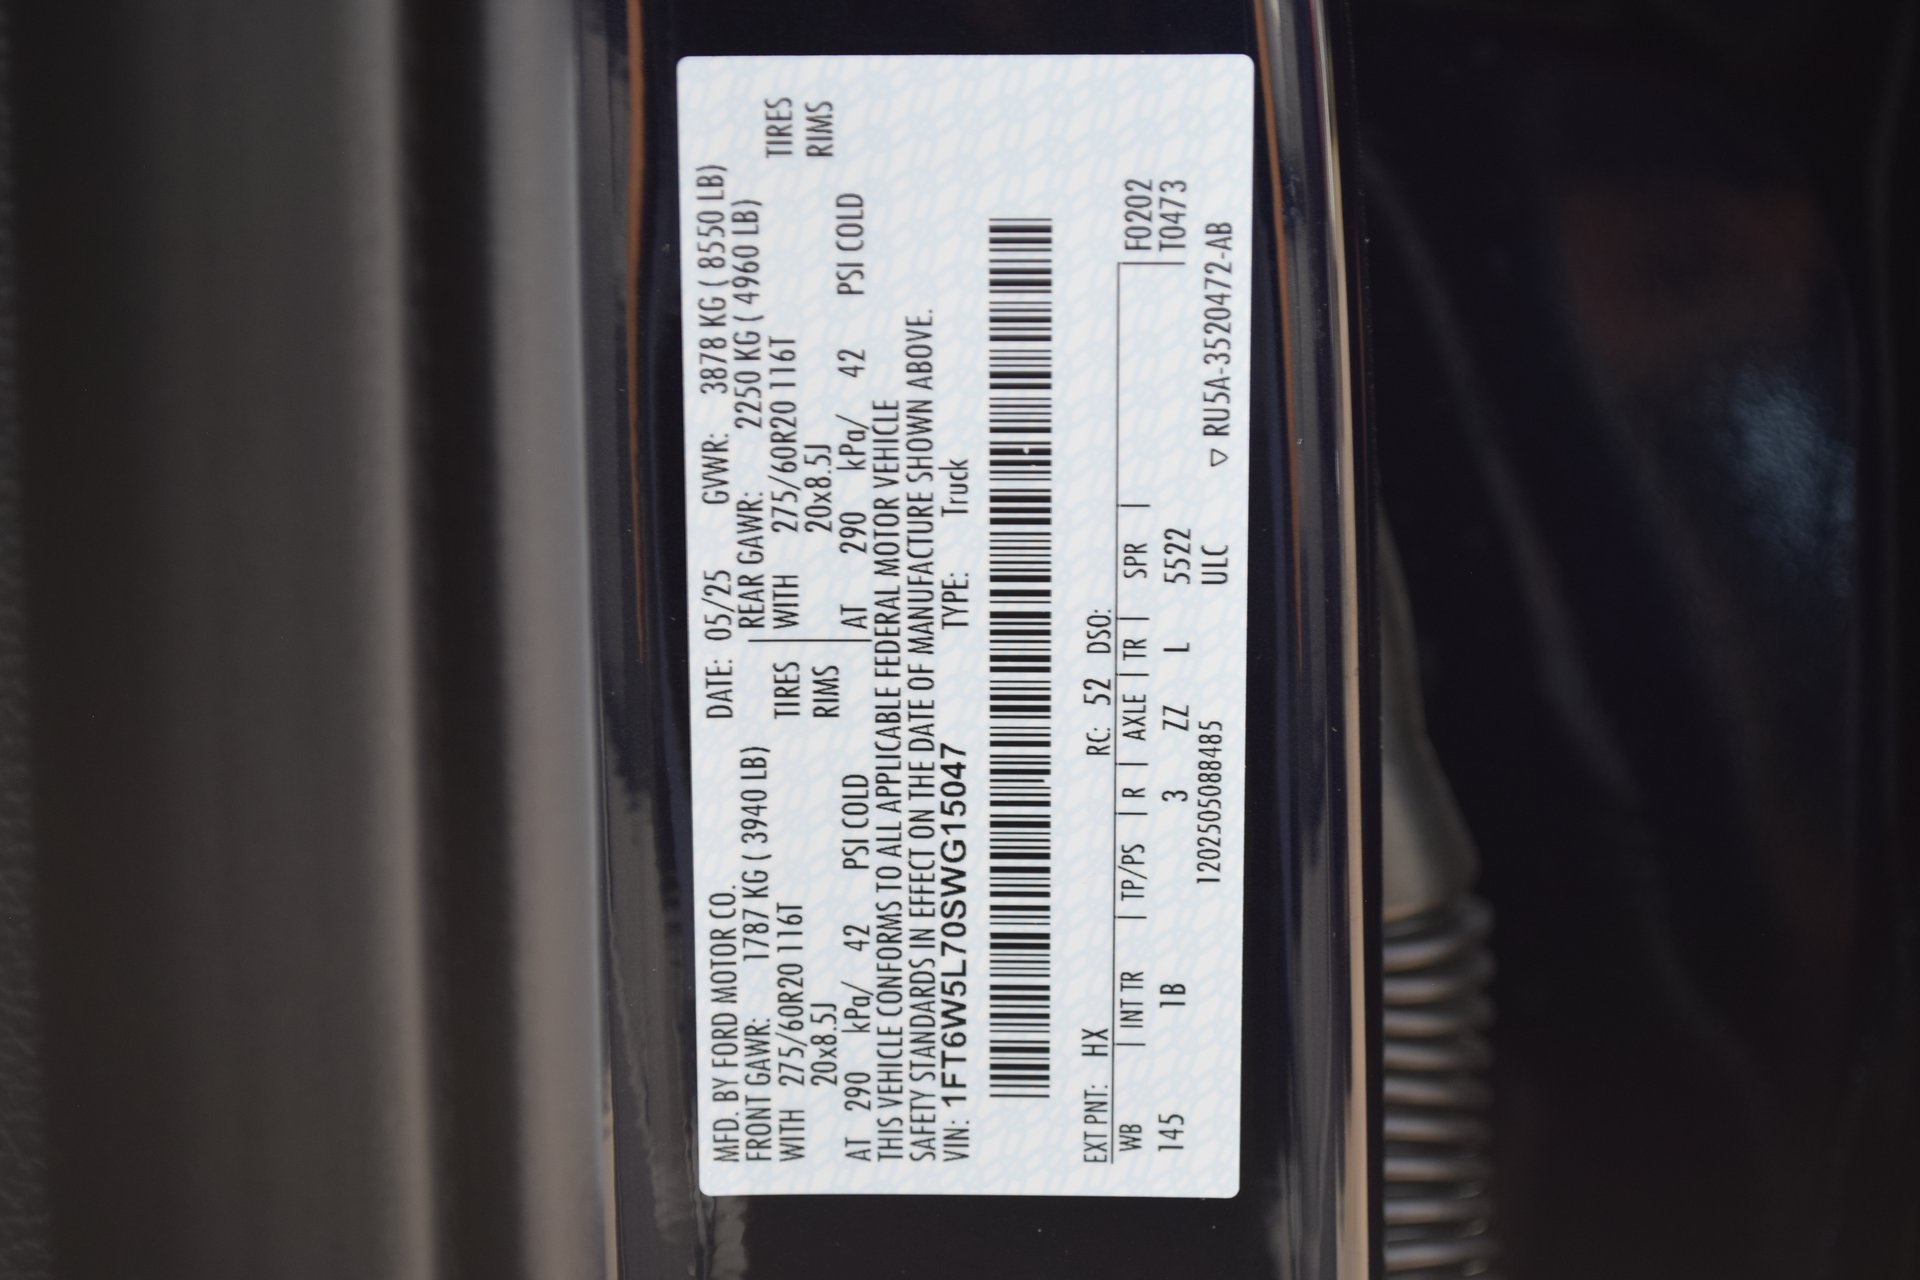 MFD. BY FORD MOTOR CO. DATE: 05/25 GVWR: 3878 KG ( 8550 LB)
FRONT GAWR: 1787 KG ( 3940 LB) REAR GAWR: 2250 KG ( 4960 LB)
WITH 275/60R20 116T TIRES WITH 275/60R20 116T TIRES
20x8.5J RIMS 20x8.5J RIMS
AT 290 kPa/ 42 PSI COLD AT 290 kPa/ 42 PSI COLD
THIS VEHICLE CONFORMS TO ALL APPLICABLE FEDERAL MOTOR VEHICLE
SAFETY STANDARDS IN EFFECT ON THE DATE OF MANUFACTURE SHOWN ABOVE.
VIN: 1FT6W5L70SWG15047 TYPE: Truck
EXT PNT: HX RC: 52 DSO:
WB INT TR TP/PS R AXLE TR SPR F0202
145 1B 3 ZZ L 5522 T0473
120250508​8485 ULC ▽ RU5A-3520472-AB